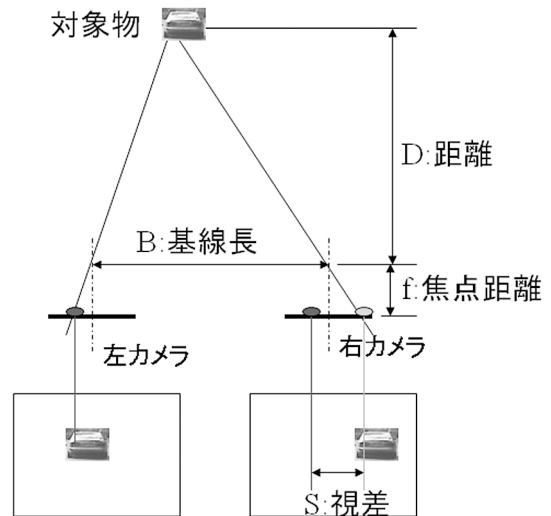 対象物
D:距離
B:基線長
f:焦点距離
左カメラ
右カメラ
S:視差